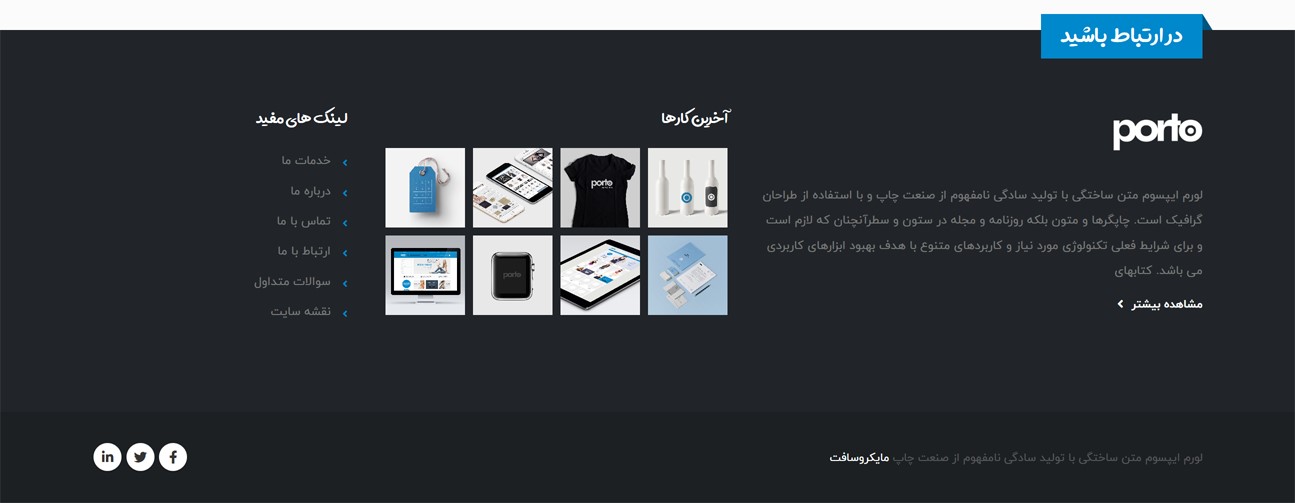 در ارتباط باشید
porto
لورم ایپسوم متن ساختگی با تولید سادگی نامفهوم از صنعت چاپ و با استفاده از طراحان
گرافیک است. چاپگرها و متون بلکه روزنامه و مجله در ستون و سطرآنچنان که لازم است
و برای شرایط فعلی تکنولوژی مورد نیاز و کاربردهای متنوع با هدف بهبود ابزارهای کاربردی
می باشد. کتابهای
مشاهده بیشتر
آخرین کارها
porto
porto
لینک های مفید
خدمات ما
درباره ما
تماس با ما
ارتباط با ما
سوالات متداول
نقشه سایت
لورم ایپسوم متن ساختگی با تولید سادگی نامفهوم از صنعت چاپ مایکروسافت